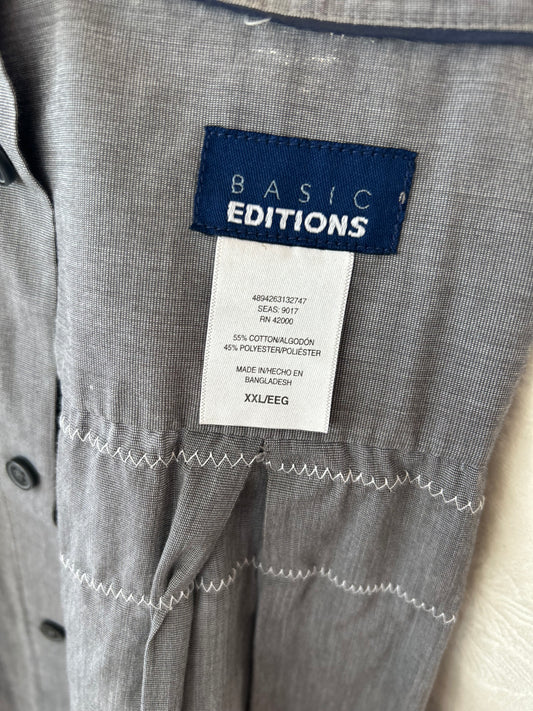 BASIC
EDITIONS
4894263132747
SEAS: 9017
RN 42000
55% COTTON/ALGODÓN
45% POLYESTER/POLIÉSTER
MADE IN/HECHO EN
BANGLADESH
XXL/EEG